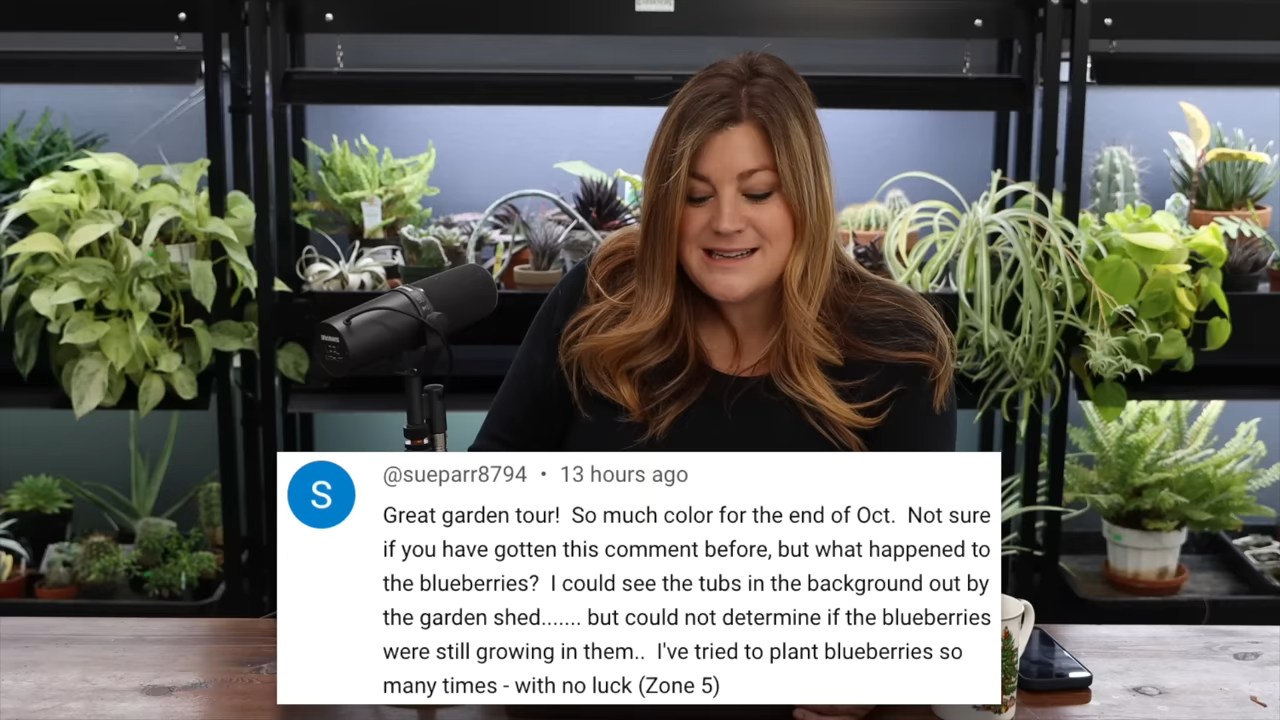 S
@sueparr8794 • 13 hours ago
Great garden tour!  So much color for the end of Oct.  Not sure
if you have gotten this comment before, but what happened to
the blueberries?  I could see the tubs in the background out by
the garden shed....... but could not determine if the blueberries
were still growing in them..  I've tried to plant blueberries so
many times - with no luck (Zone 5)